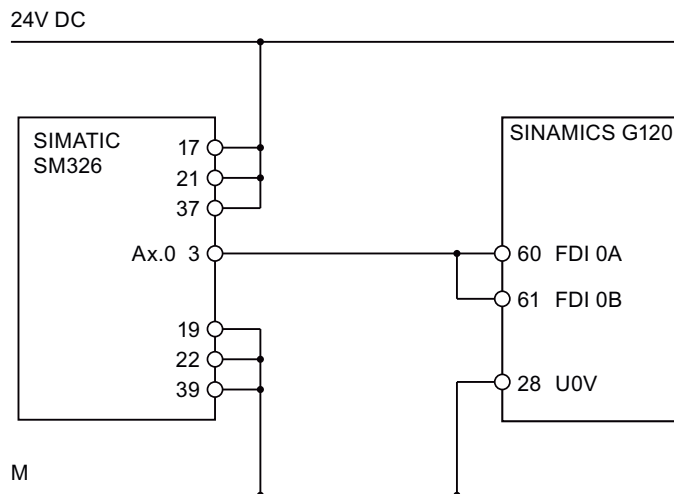 24V DC
SIMATIC
SM326
17
21
37
Ax.0 3
19
22
39
SINAMICS G120
60 FDI 0A
61 FDI 0B
28 U0V
M